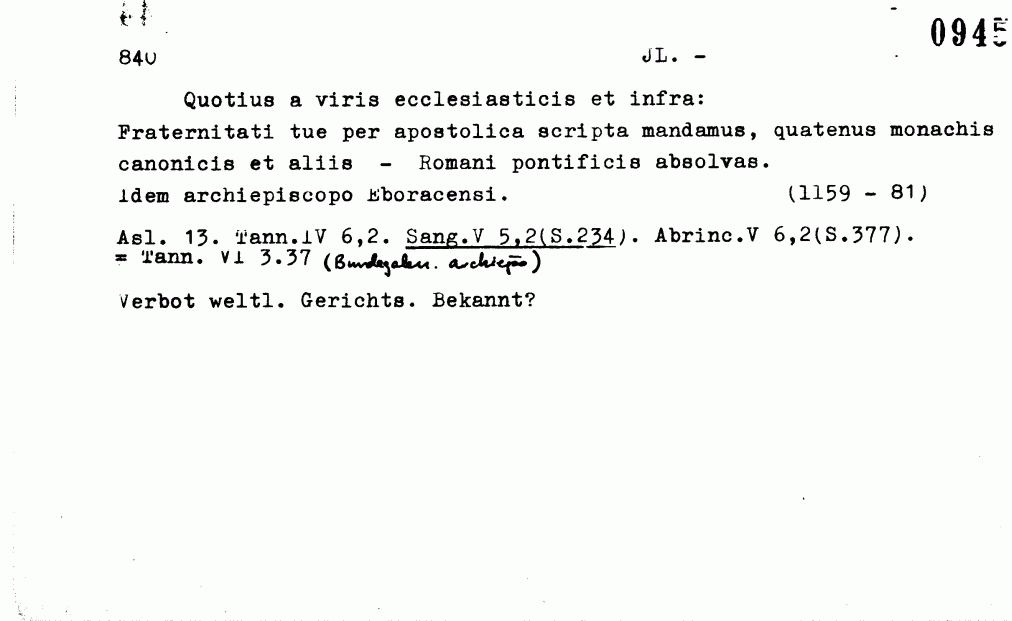 0945
840 JL. -
Quotius a viris ecclesiasticis et infra:
Fraternitati tue per apostolica scripta mandamus, quatenus monachis
canonicis et aliis - Romani pontificis absolvas.
Idem archiepiscopo Eboracensi. (1159 - 81)
Asl. 13. Tann.IV 6,2. Sang.V 5,2(S.234). Abrinc.V 6,2(S.377).
= Tann. VI 3.37 (Burdegalen. archiepo)
Verbot weltl. Gerichts. Bekannt?